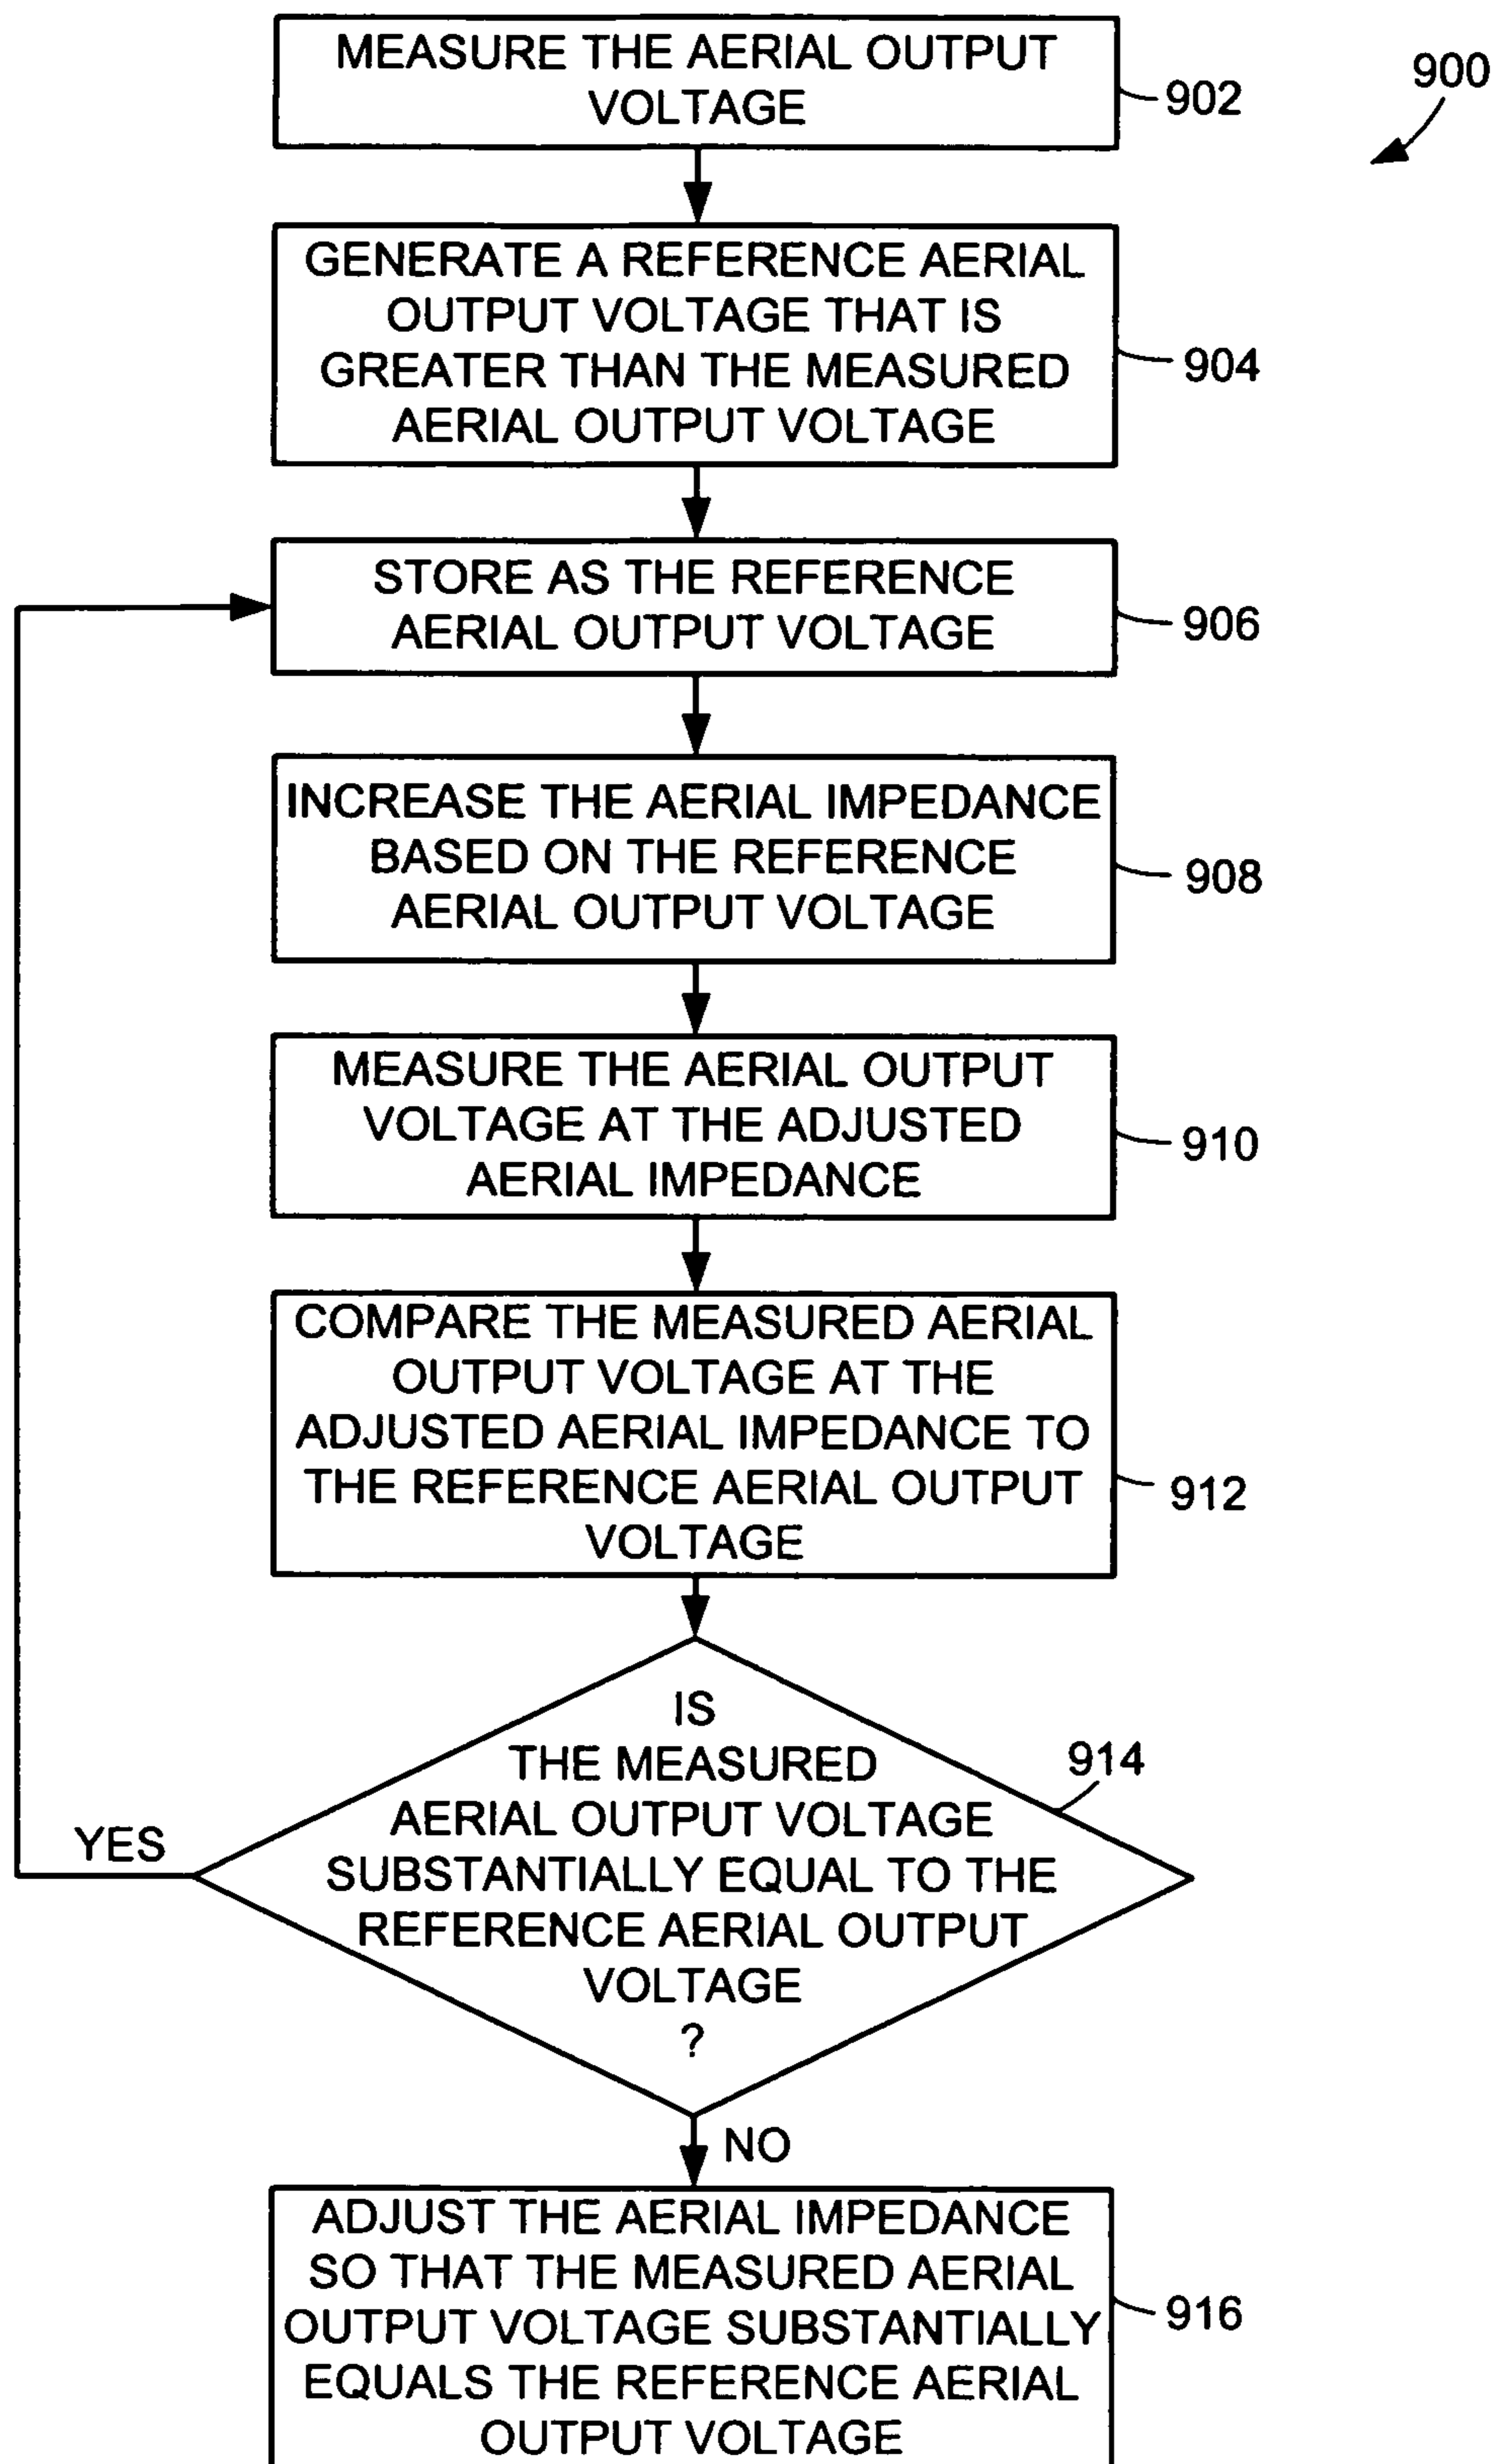 MEASURE THE AERIAL OUTPUT
VOLTAGE
902
900
GENERATE A REFERENCE AERIAL
OUTPUT VOLTAGE THAT IS
GREATER THAN THE MEASURED
AERIAL OUTPUT VOLTAGE
904
STORE AS THE REFERENCE
AERIAL OUTPUT VOLTAGE
906
INCREASE THE AERIAL IMPEDANCE
BASED ON THE REFERENCE
AERIAL OUTPUT VOLTAGE
908
MEASURE THE AERIAL OUTPUT
VOLTAGE AT THE ADJUSTED
AERIAL IMPEDANCE
910
COMPARE THE MEASURED AERIAL
OUTPUT VOLTAGE AT THE
ADJUSTED AERIAL IMPEDANCE TO
THE REFERENCE AERIAL OUTPUT
VOLTAGE
912
IS
THE MEASURED
AERIAL OUTPUT VOLTAGE
SUBSTANTIALLY EQUAL TO THE
REFERENCE AERIAL OUTPUT
VOLTAGE
?
914
YES
NO
ADJUST THE AERIAL IMPEDANCE
SO THAT THE MEASURED AERIAL
OUTPUT VOLTAGE SUBSTANTIALLY
EQUALS THE REFERENCE AERIAL
OUTPUT VOLTAGE
916